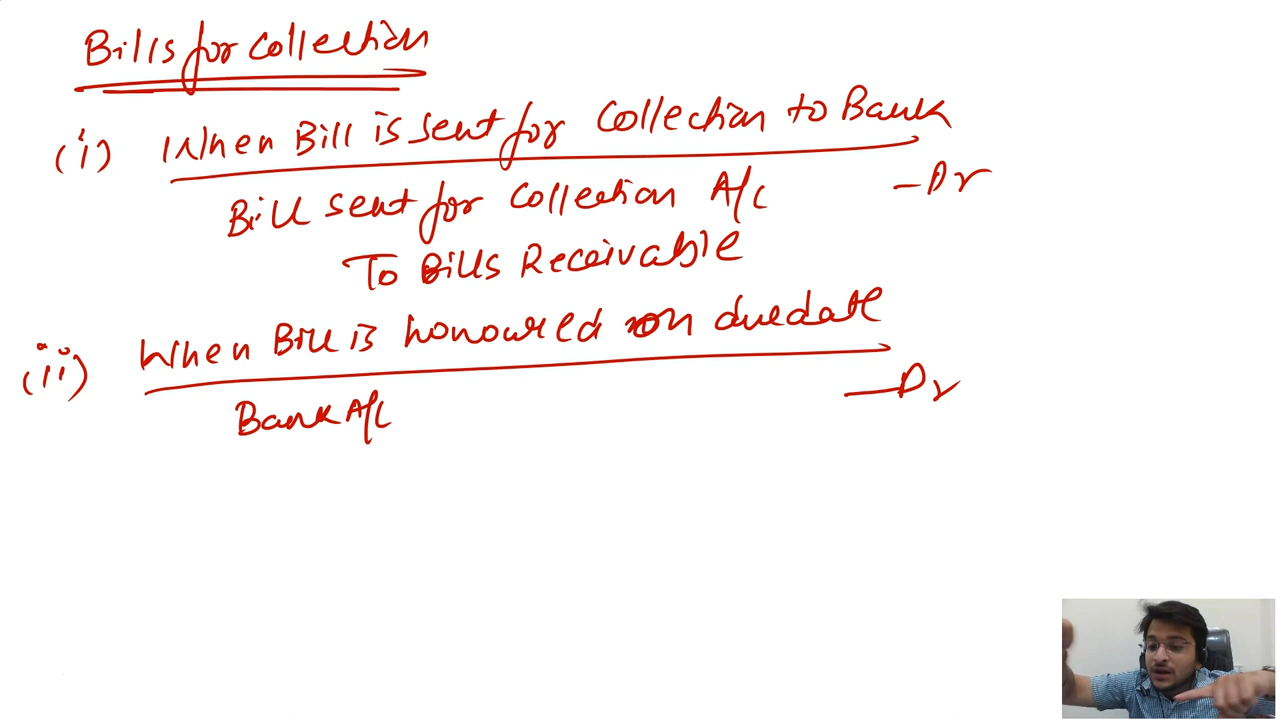 Bills for Collection
(i) When Bill is sent for Collection to Bank
Bill sent for Collection A/c —Dr
To Bills Receivable
(ii) When Bill is honoured on duedate
Bank A/c —Dr